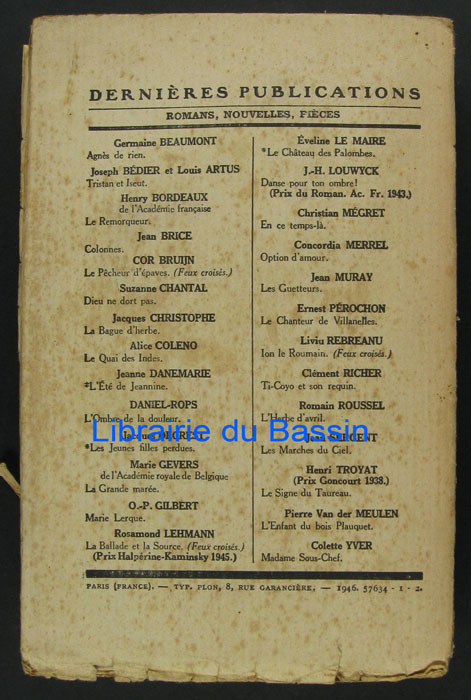 DERNIÈRES PUBLICATIONS
ROMANS, NOUVELLES, PIÈCES
Germaine BEAUMONT
Agnès de rien.
Joseph BÉDIER et Louis ARTUS
Tristan et Iseut.
Henry BORDEAUX
de l'Académie française
Le Remorqueur.
Jean BRICE
Colonnes.
COR BRUIJN
Le Pêcheur d'épaves. (Feux croisés.)
Suzanne CHANTAL
Dieu ne dort pas.
Jacques CHRISTOPHE
La Bague d'herbe.
Alice COLENO
Le Quai des Indes.
Jeanne DANEMARIE
*L'Été de Jeannine.
DANIEL-ROPS
L'Ombre de la douleur.
Jacques
*Les Jeunes filles perdues.
Marie GEVERS
de l'Académie royale de Belgique
La Grande marée.
O.-P. GILBERT
Marie Lerque.
Rosamond LEHMANN
La Ballade et la Source. (Feux croisés.)
(Prix Halpérine-Kaminsky 1945.)
Éveline LE MAIRE
*Le Château des Palombes.
J.-H. LOUWYCK
Danse pour ton ombre!
(Prix du Roman. Ac. Fr. 1943.)
Christian MÉGRET
En ce temps-là.
Concordia MERREL
Option d'amour.
Jean MURAY
Les Guetteurs.
Ernest PÉROCHON
Le Chanteur de Villanelles.
Liviu REBREANU
Ion le Roumain. (Feux croisés.)
Clément RICHER
Ti-Coyo et son requin.
Romain ROUSSEL
L'Herbe d'avril.
Jean SERGENT
Les Marches du Ciel.
Henri TROYAT
(Prix Goncourt 1938.)
Le Signe du Taureau.
Pierre Van der MEULEN
L'Enfant du bois Plauquet.
Colette YVER
Madame Sous-Chef.
Librairie du Bassin
PARIS (FRANCE). — TYP. PLON, 8, RUE GARANCIÈRE, — 1946. 57634 - 1 - 2.